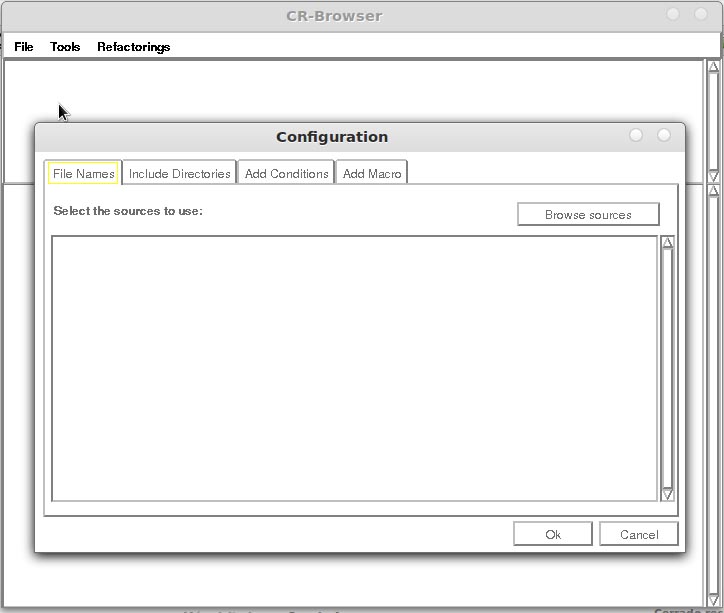 CR-Browser
File Tools Refactorings
Configuration
File Names Include Directories Add Conditions Add Macro
Select the sources to use:
Browse sources
Ok Cancel